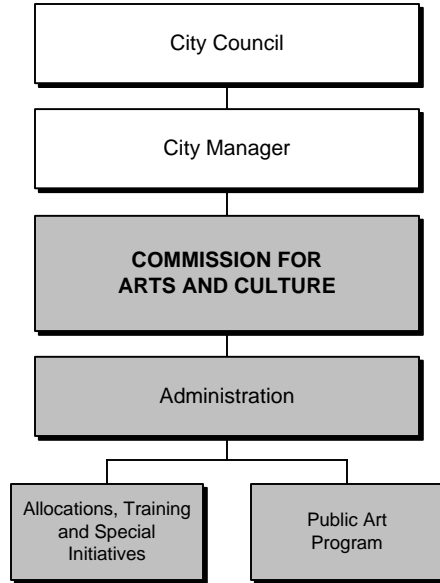 City Council
City Manager
COMMISSION FOR
ARTS AND CULTURE
Administration
Allocations, Training
and Special
Initiatives
Public Art
Program